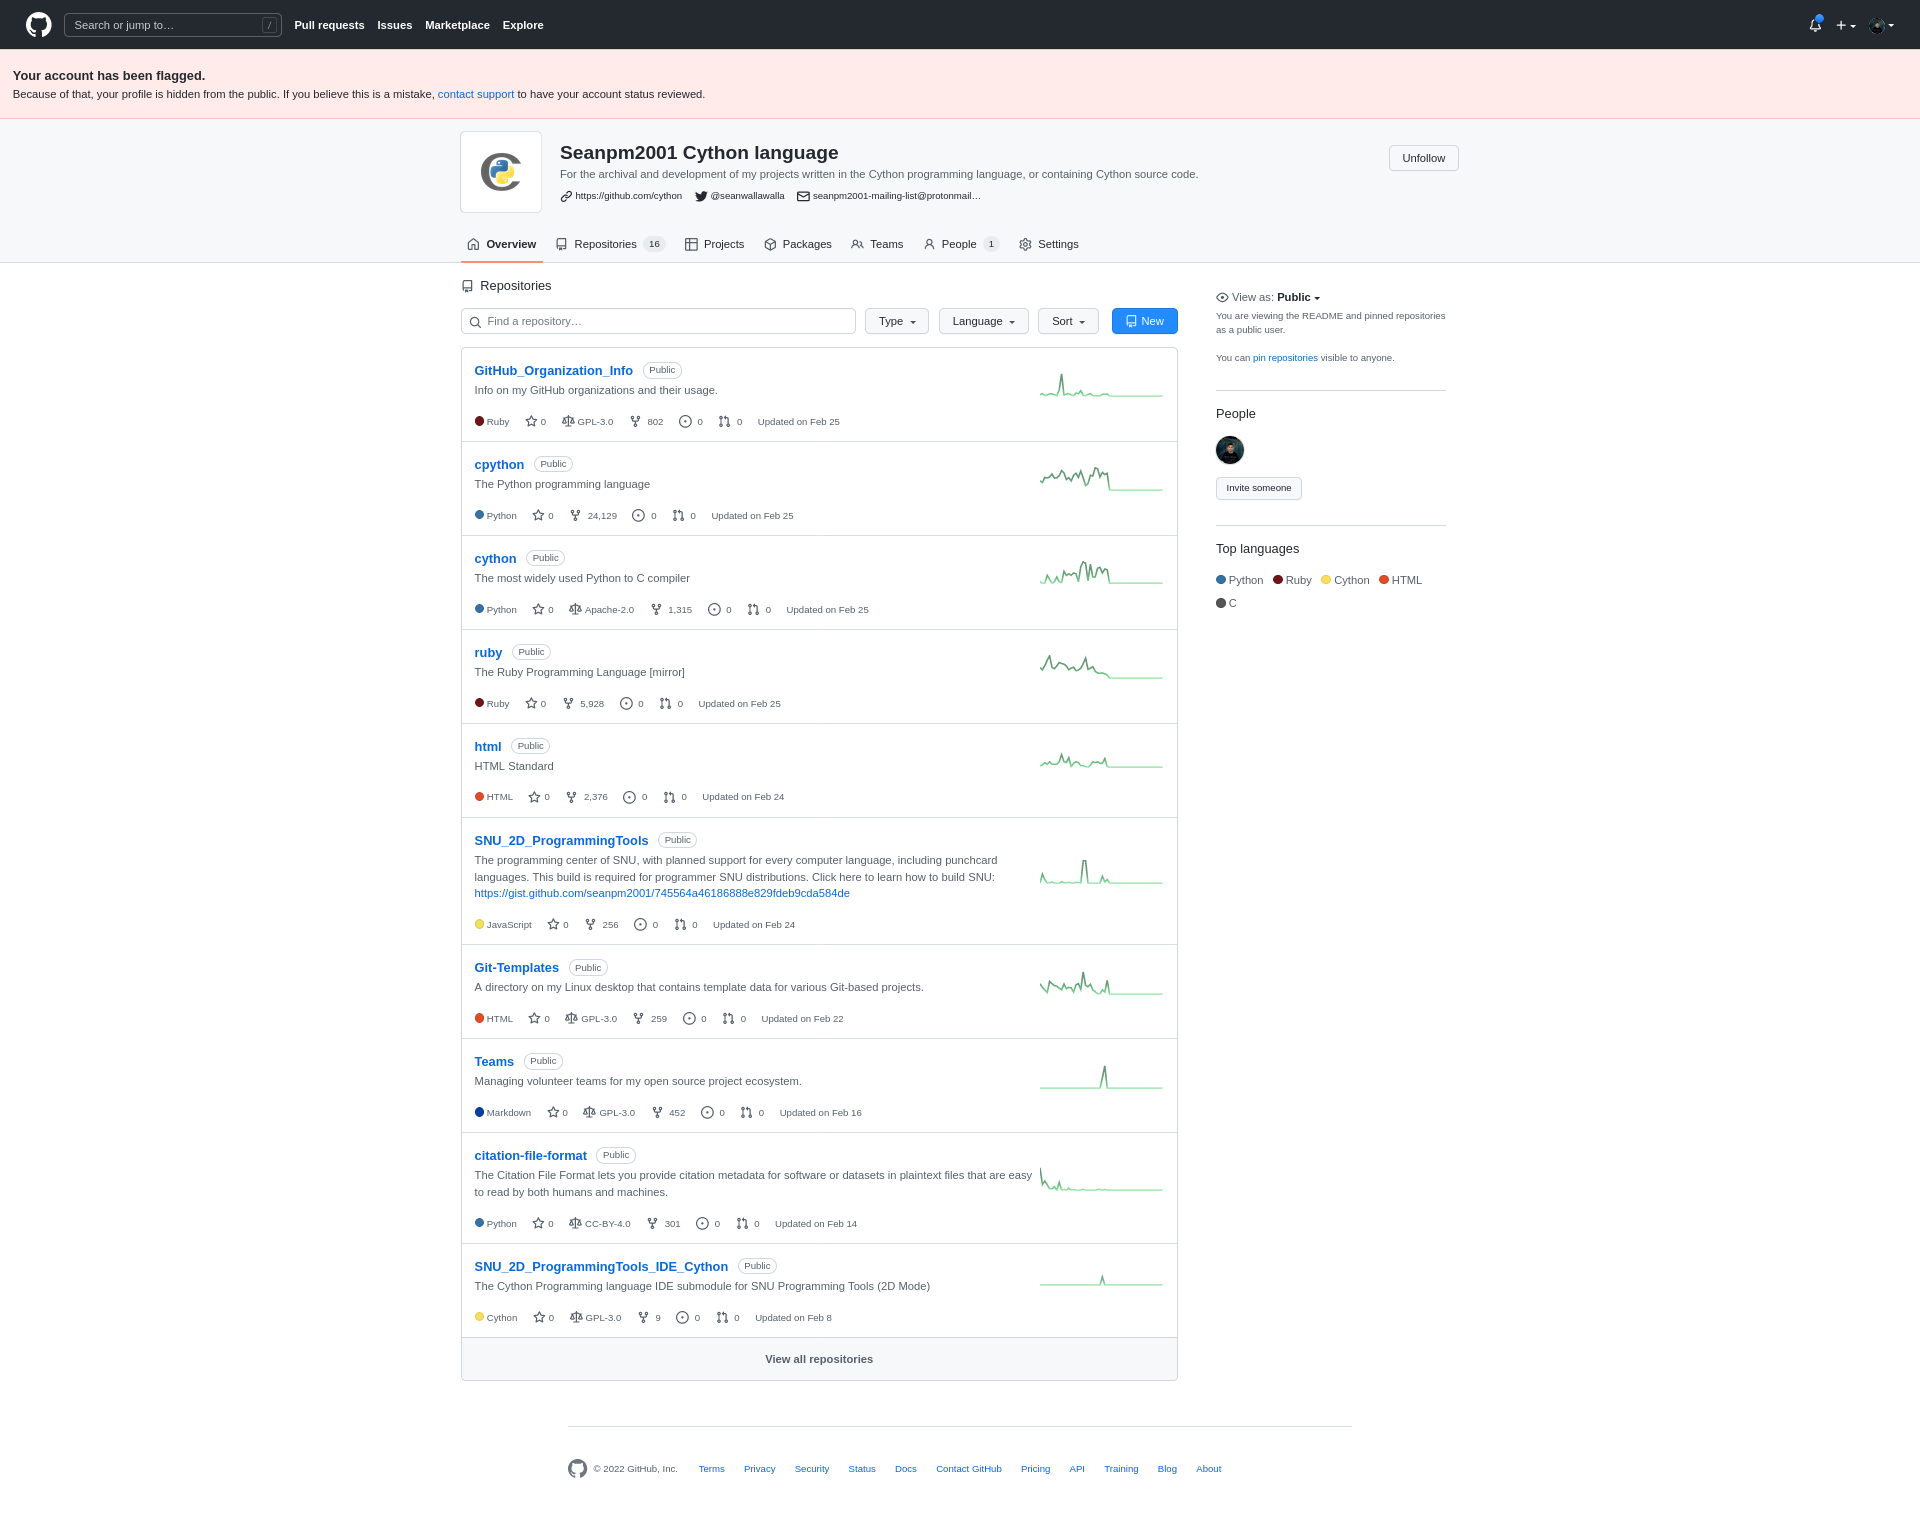 Search or jump to…
/
Pull requests Issues Marketplace Explore
Your account has been flagged.
Because of that, your profile is hidden from the public. If you believe this is a mistake, contact support to have your account status reviewed.
Seanpm2001 Cython language
For the archival and development of my projects written in the Cython programming language, or containing Cython source code.
https://github.com/cython @seanwallawalla seanpm2001-mailing-list@protonmail…
Unfollow
Overview Repositories 16 Projects Packages Teams People 1 Settings
Repositories
Find a repository… Type Language Sort New
GitHub_Organization_Info Public
Info on my GitHub organizations and their usage.
Ruby 0 GPL-3.0 802 0 0 Updated on Feb 25
cpython Public
The Python programming language
Python 0 24,129 0 0 Updated on Feb 25
cython Public
The most widely used Python to C compiler
Python 0 Apache-2.0 1,315 0 0 Updated on Feb 25
ruby Public
The Ruby Programming Language [mirror]
Ruby 0 5,928 0 0 Updated on Feb 25
html Public
HTML Standard
HTML 0 2,376 0 0 Updated on Feb 24
SNU_2D_ProgrammingTools Public
The programming center of SNU, with planned support for every computer language, including punchcard
languages. This build is required for programmer SNU distributions. Click here to learn how to build SNU:
https://gist.github.com/seanpm2001/745564a46186888e829fdeb9cda584de
JavaScript 0 256 0 0 Updated on Feb 24
Git-Templates Public
A directory on my Linux desktop that contains template data for various Git-based projects.
HTML 0 GPL-3.0 259 0 0 Updated on Feb 22
Teams Public
Managing volunteer teams for my open source project ecosystem.
Markdown 0 GPL-3.0 452 0 0 Updated on Feb 16
citation-file-format Public
The Citation File Format lets you provide citation metadata for software or datasets in plaintext files that are easy
to read by both humans and machines.
Python 0 CC-BY-4.0 301 0 0 Updated on Feb 14
SNU_2D_ProgrammingTools_IDE_Cython Public
The Cython Programming language IDE submodule for SNU Programming Tools (2D Mode)
Cython 0 GPL-3.0 9 0 0 Updated on Feb 8
View all repositories
View as: Public
You are viewing the README and pinned repositories
as a public user.
You can pin repositories visible to anyone.
People
Invite someone
Top languages
Python Ruby Cython HTML
C
© 2022 GitHub, Inc. Terms Privacy Security Status Docs Contact GitHub Pricing API Training Blog About